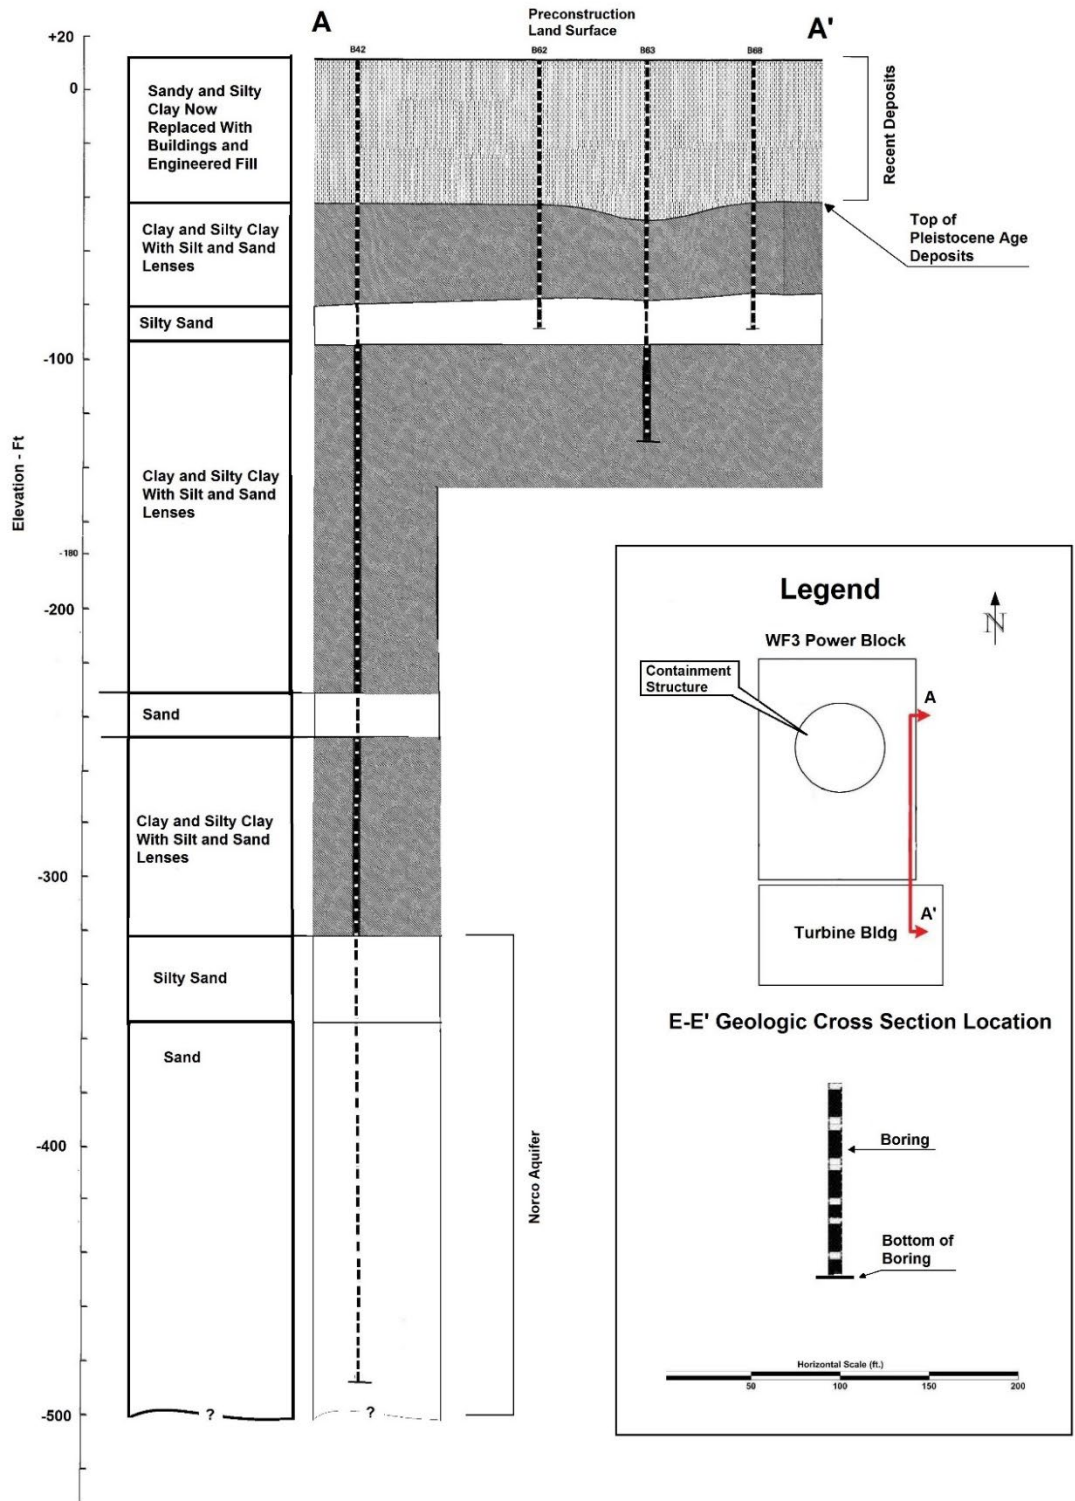 A
Preconstruction
Land Surface
A'
B42
B62
B63
B68
+20
0
-100
-180
-200
-300
-400
-500
Elevation - Ft
Sandy and Silty
Clay Now
Replaced With
Buildings and
Engineered Fill
Clay and Silty Clay
With Silt and Sand
Lenses
Silty Sand
Clay and Silty Clay
With Silt and Sand
Lenses
Sand
Clay and Silty Clay
With Silt and Sand
Lenses
Silty Sand
Sand
?
?
Recent Deposits
Top of
Pleistocene Age
Deposits
Norco Aquifer
Legend
N
WF3 Power Block
Containment
Structure
A
A'
Turbine Bldg
E-E' Geologic Cross Section Location
Boring
Bottom of
Boring
Horizontal Scale (ft.)
50
100
150
200